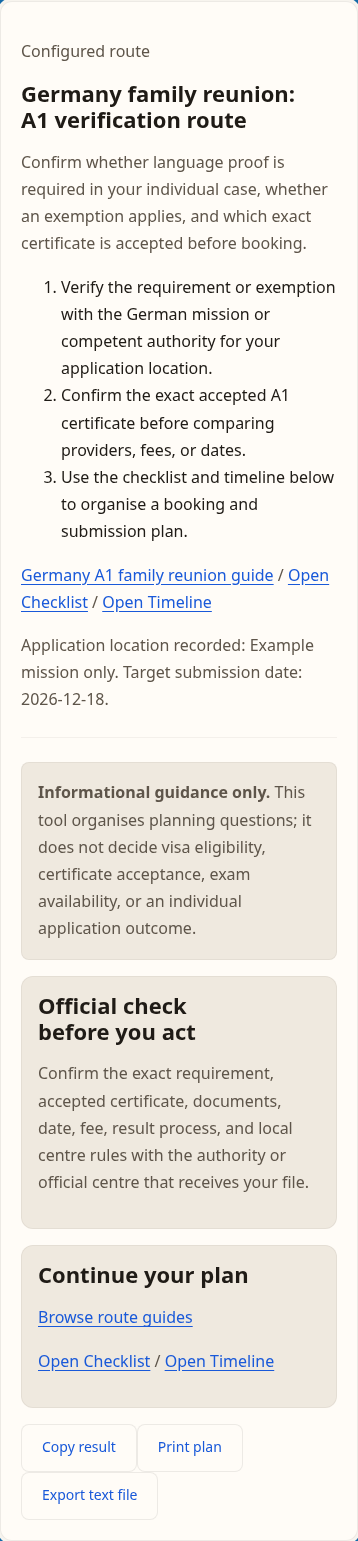 Configured route
Germany family reunion:
A1 verification route
Confirm whether language proof is
required in your individual case, whether
an exemption applies, and which exact
certificate is accepted before booking.
1. Verify the requirement or exemption
with the German mission or
competent authority for your
application location.
2. Confirm the exact accepted A1
certificate before comparing
providers, fees, or dates.
3. Use the checklist and timeline below
to organise a booking and
submission plan.
Germany A1 family reunion guide / Open
Checklist / Open Timeline
Application location recorded: Example
mission only. Target submission date:
2026-12-18.
Informational guidance only. This
tool organises planning questions; it
does not decide visa eligibility,
certificate acceptance, exam
availability, or an individual
application outcome.
Official check
before you act
Confirm the exact requirement,
accepted certificate, documents,
date, fee, result process, and local
centre rules with the authority or
official centre that receives your file.
Continue your plan
Browse route guides
Open Checklist / Open Timeline
Copy result
Print plan
Export text file